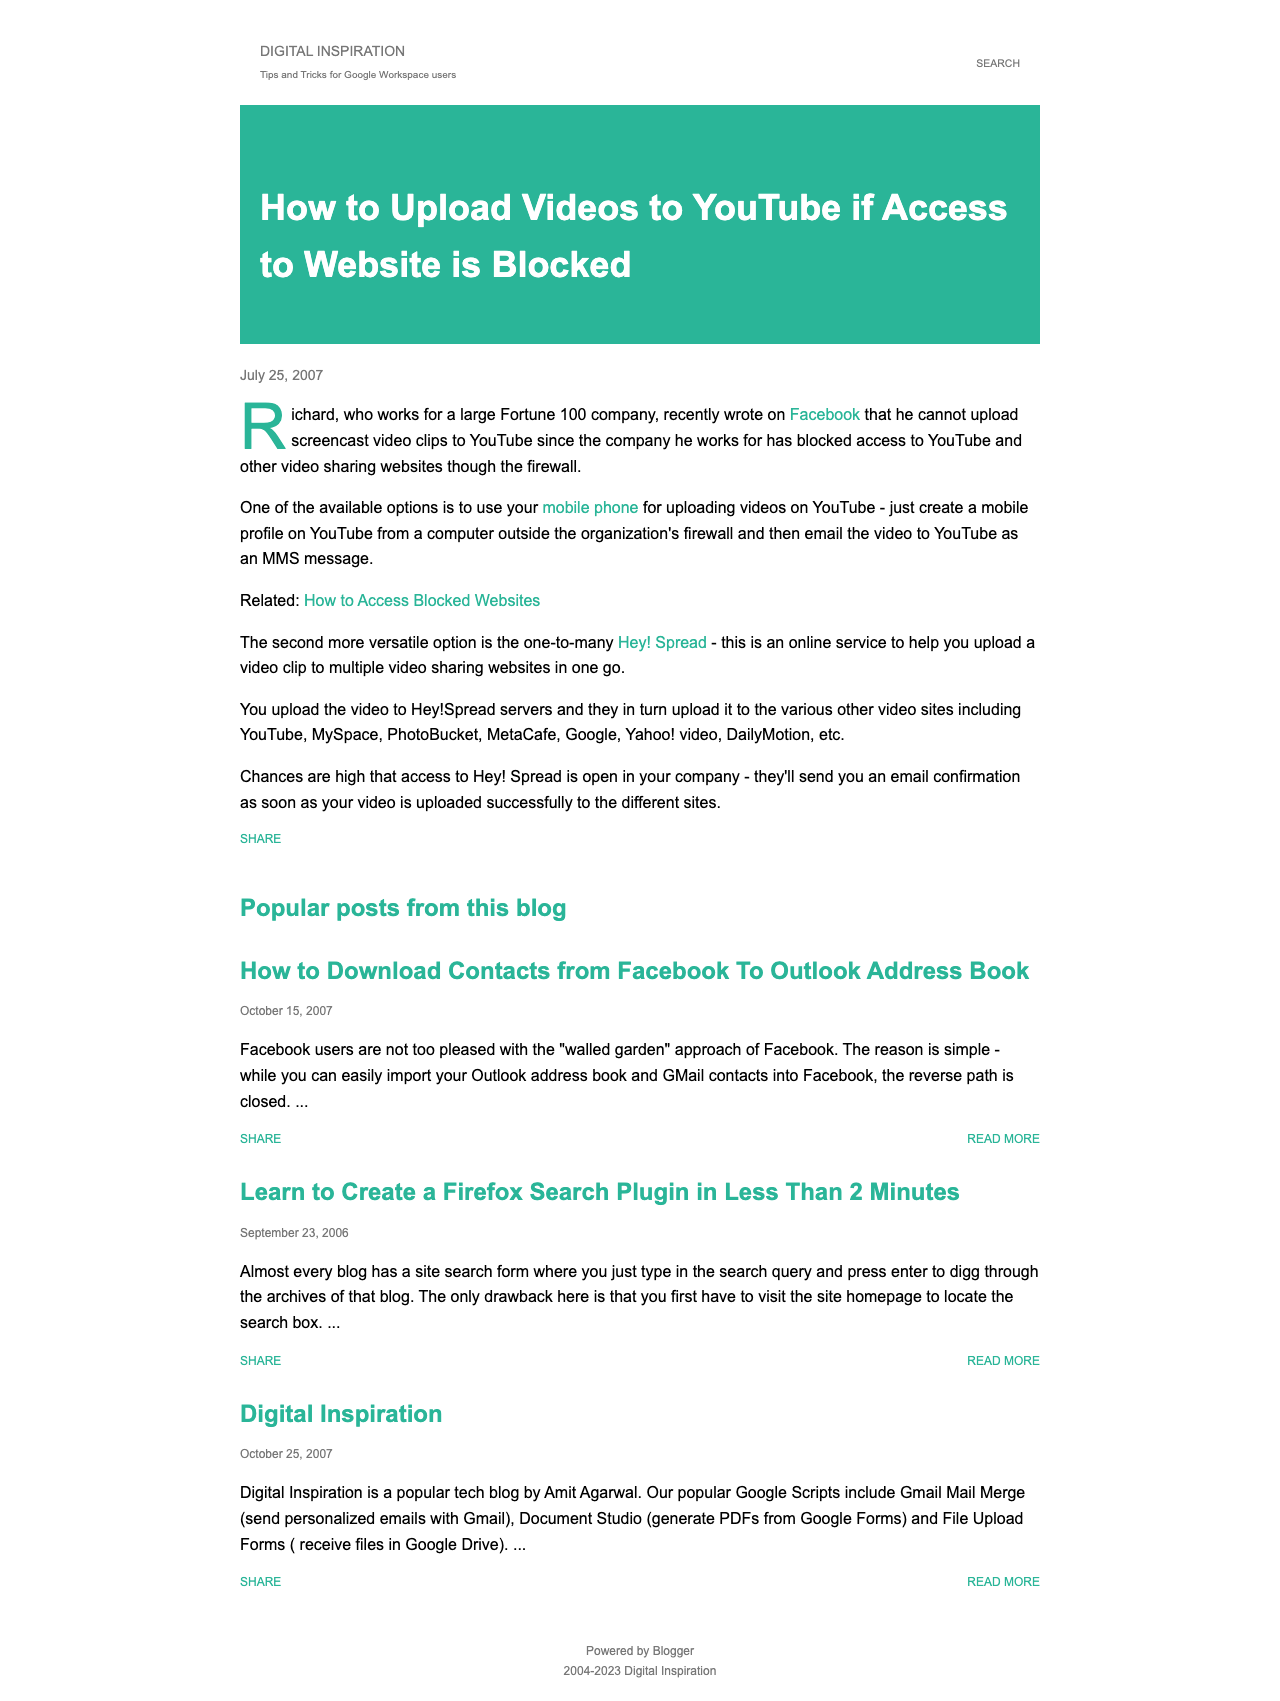 DIGITAL INSPIRATION
Tips and Tricks for Google Workspace users
SEARCH
How to Upload Videos to YouTube if Access
to Website is Blocked
July 25, 2007
Richard, who works for a large Fortune 100 company, recently wrote on Facebook that he cannot upload
screencast video clips to YouTube since the company he works for has blocked access to YouTube and
other video sharing websites though the firewall.
One of the available options is to use your mobile phone for uploading videos on YouTube - just create a mobile
profile on YouTube from a computer outside the organization's firewall and then email the video to YouTube as
an MMS message.
Related: How to Access Blocked Websites
The second more versatile option is the one-to-many Hey! Spread - this is an online service to help you upload a
video clip to multiple video sharing websites in one go.
You upload the video to Hey!Spread servers and they in turn upload it to the various other video sites including
YouTube, MySpace, PhotoBucket, MetaCafe, Google, Yahoo! video, DailyMotion, etc.
Chances are high that access to Hey! Spread is open in your company - they'll send you an email confirmation
as soon as your video is uploaded successfully to the different sites.
SHARE
Popular posts from this blog
How to Download Contacts from Facebook To Outlook Address Book
October 15, 2007
Facebook users are not too pleased with the "walled garden" approach of Facebook. The reason is simple -
while you can easily import your Outlook address book and GMail contacts into Facebook, the reverse path is
closed. ...
SHARE READ MORE
Learn to Create a Firefox Search Plugin in Less Than 2 Minutes
September 23, 2006
Almost every blog has a site search form where you just type in the search query and press enter to digg through
the archives of that blog. The only drawback here is that you first have to visit the site homepage to locate the
search box. ...
SHARE READ MORE
Digital Inspiration
October 25, 2007
Digital Inspiration is a popular tech blog by Amit Agarwal. Our popular Google Scripts include Gmail Mail Merge
(send personalized emails with Gmail), Document Studio (generate PDFs from Google Forms) and File Upload
Forms ( receive files in Google Drive). ...
SHARE READ MORE
Powered by Blogger
2004-2023 Digital Inspiration